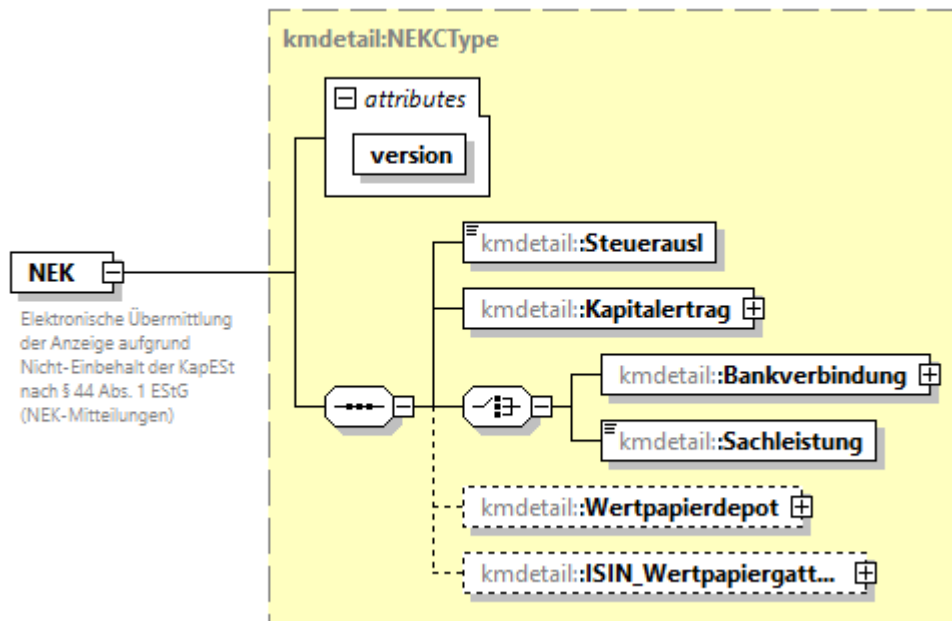 kmdetail:NEKCType
attributes
version
NEK
Elektronische Übermittlung
der Anzeige aufgrund
Nicht-Einbehalt der KapESt
nach § 44 Abs. 1 EStG
(NEK-Mitteilungen)
kmdetail::Steuerausl
kmdetail::Kapitalertrag
kmdetail::Bankverbindung
kmdetail::Sachleistung
kmdetail::Wertpapierdepot
kmdetail::ISIN_Wertpapiergatt...